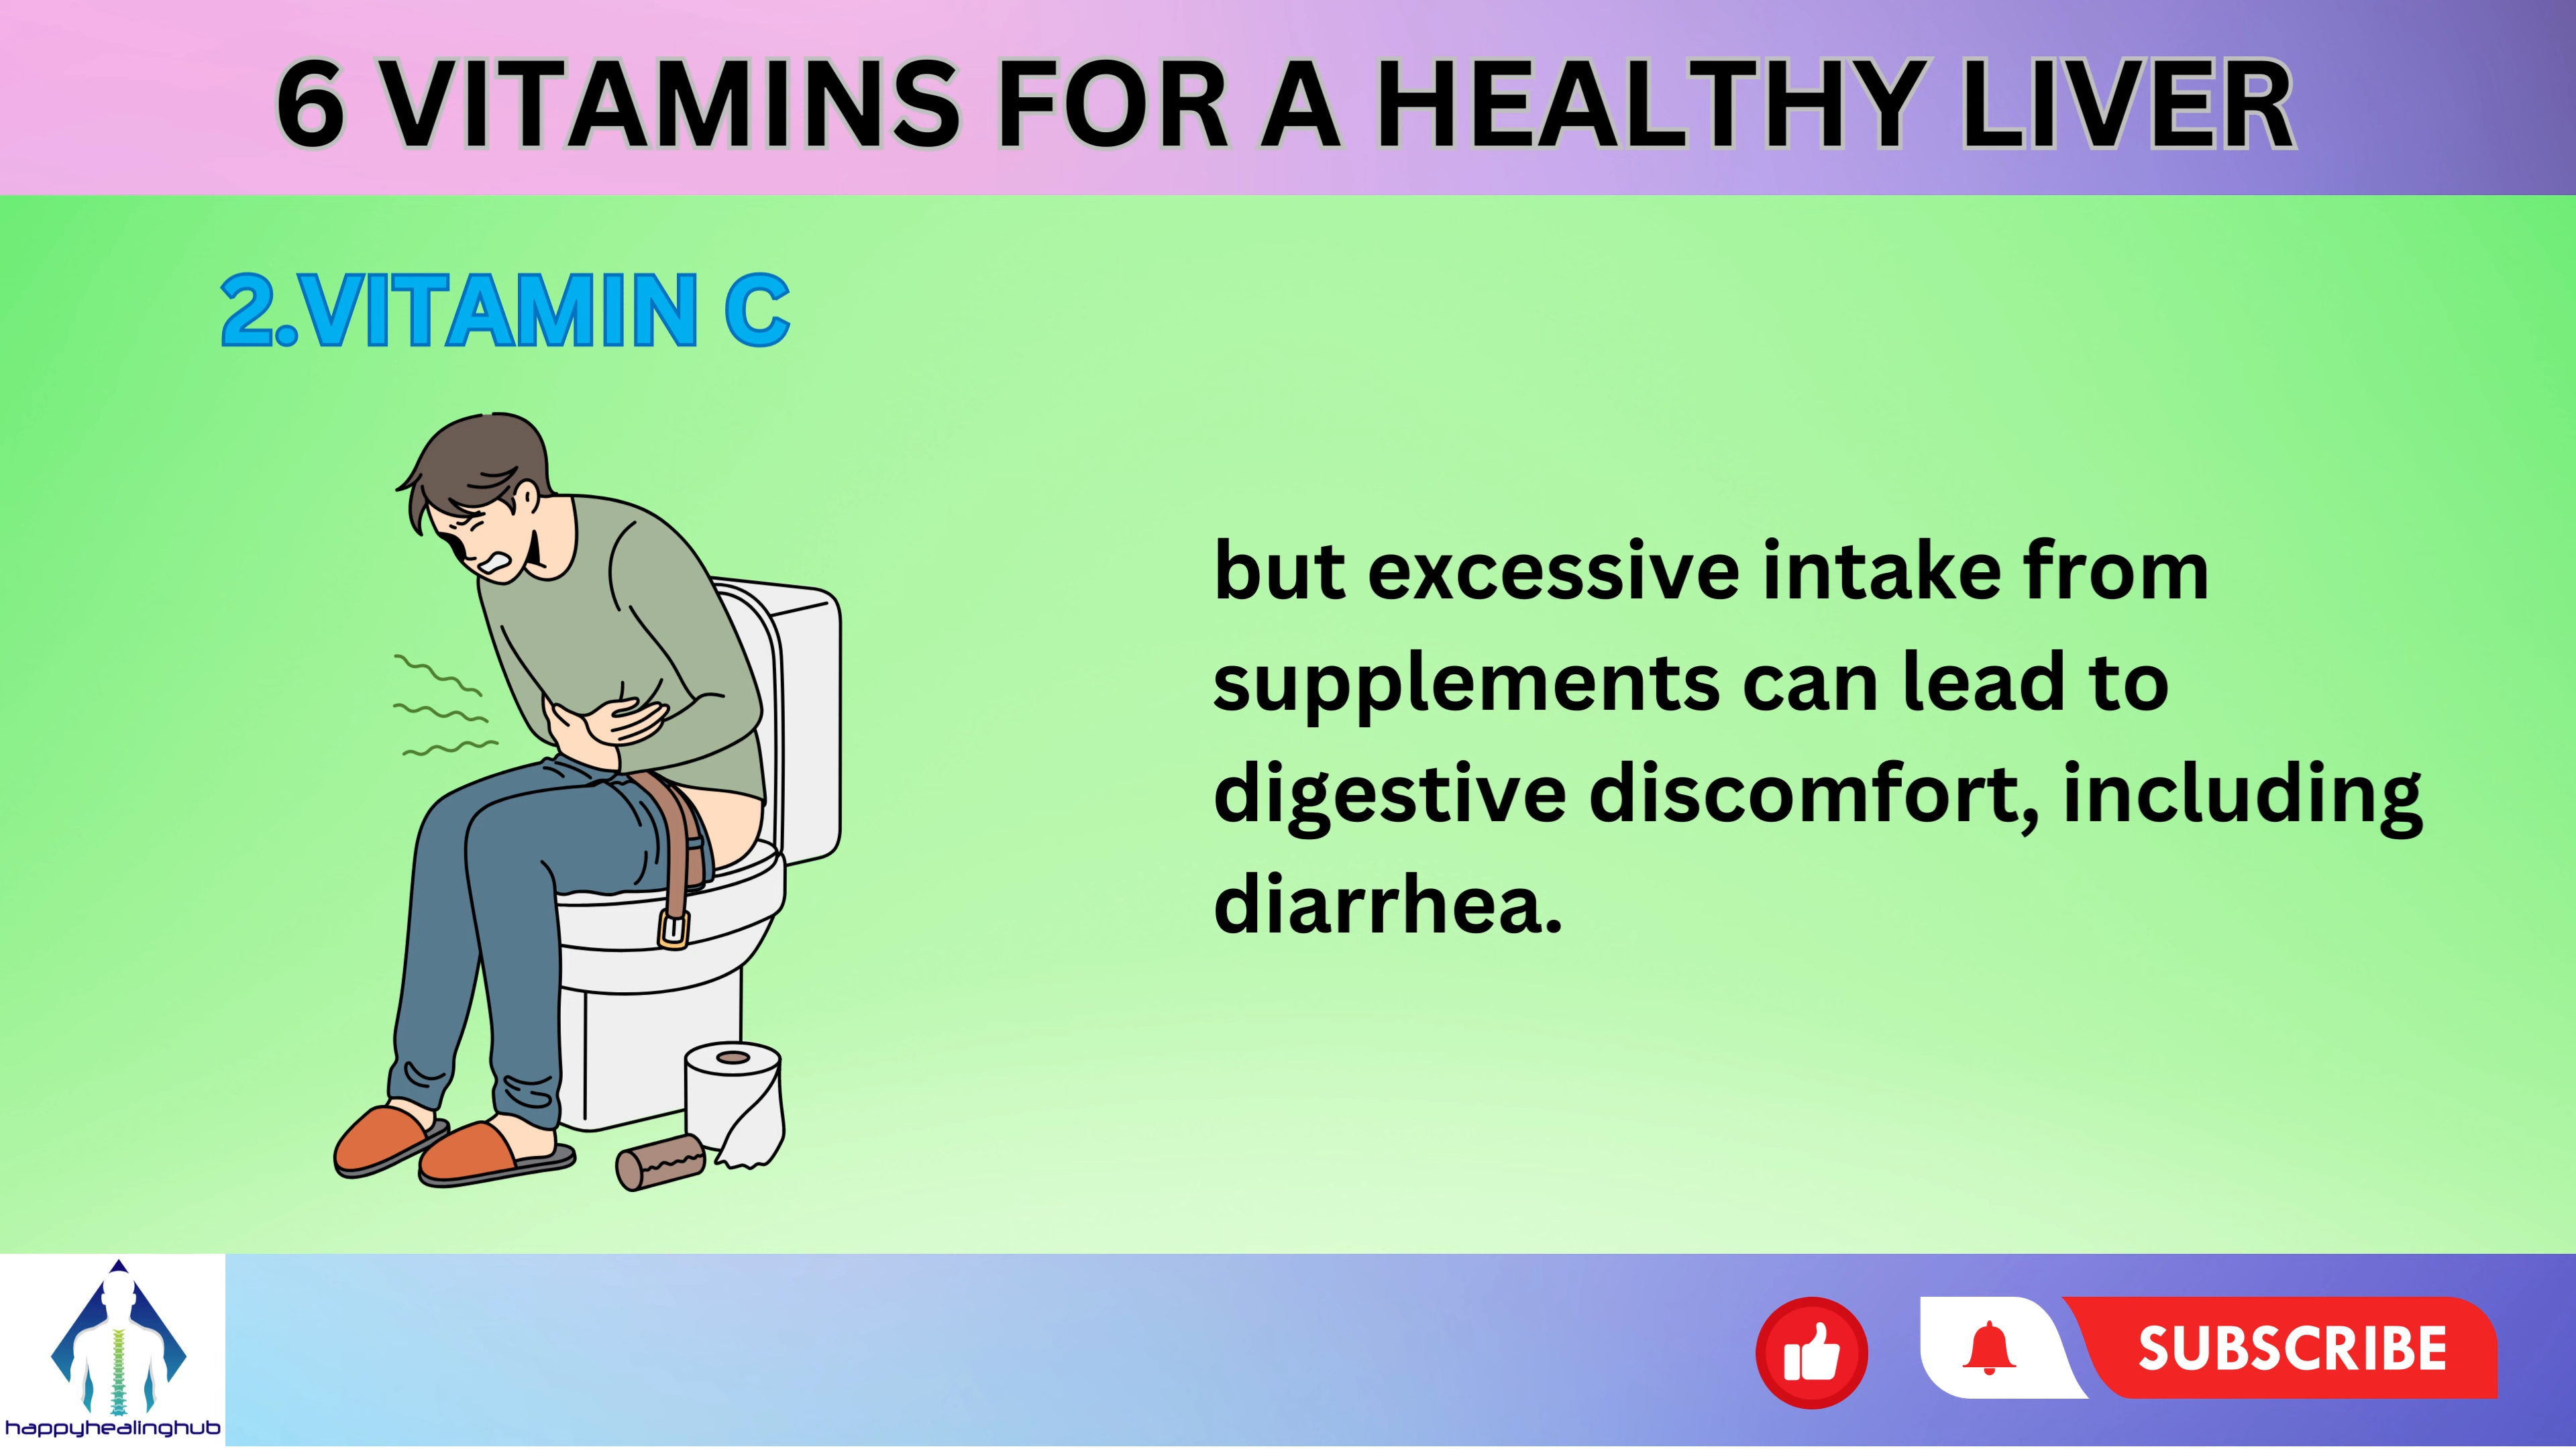 6 VITAMINS FOR A HEALTHY LIVER
2.VITAMIN C
but excessive intake from
supplements can lead to
digestive discomfort, including
diarrhea.
happyhealinghub
SUBSCRIBE